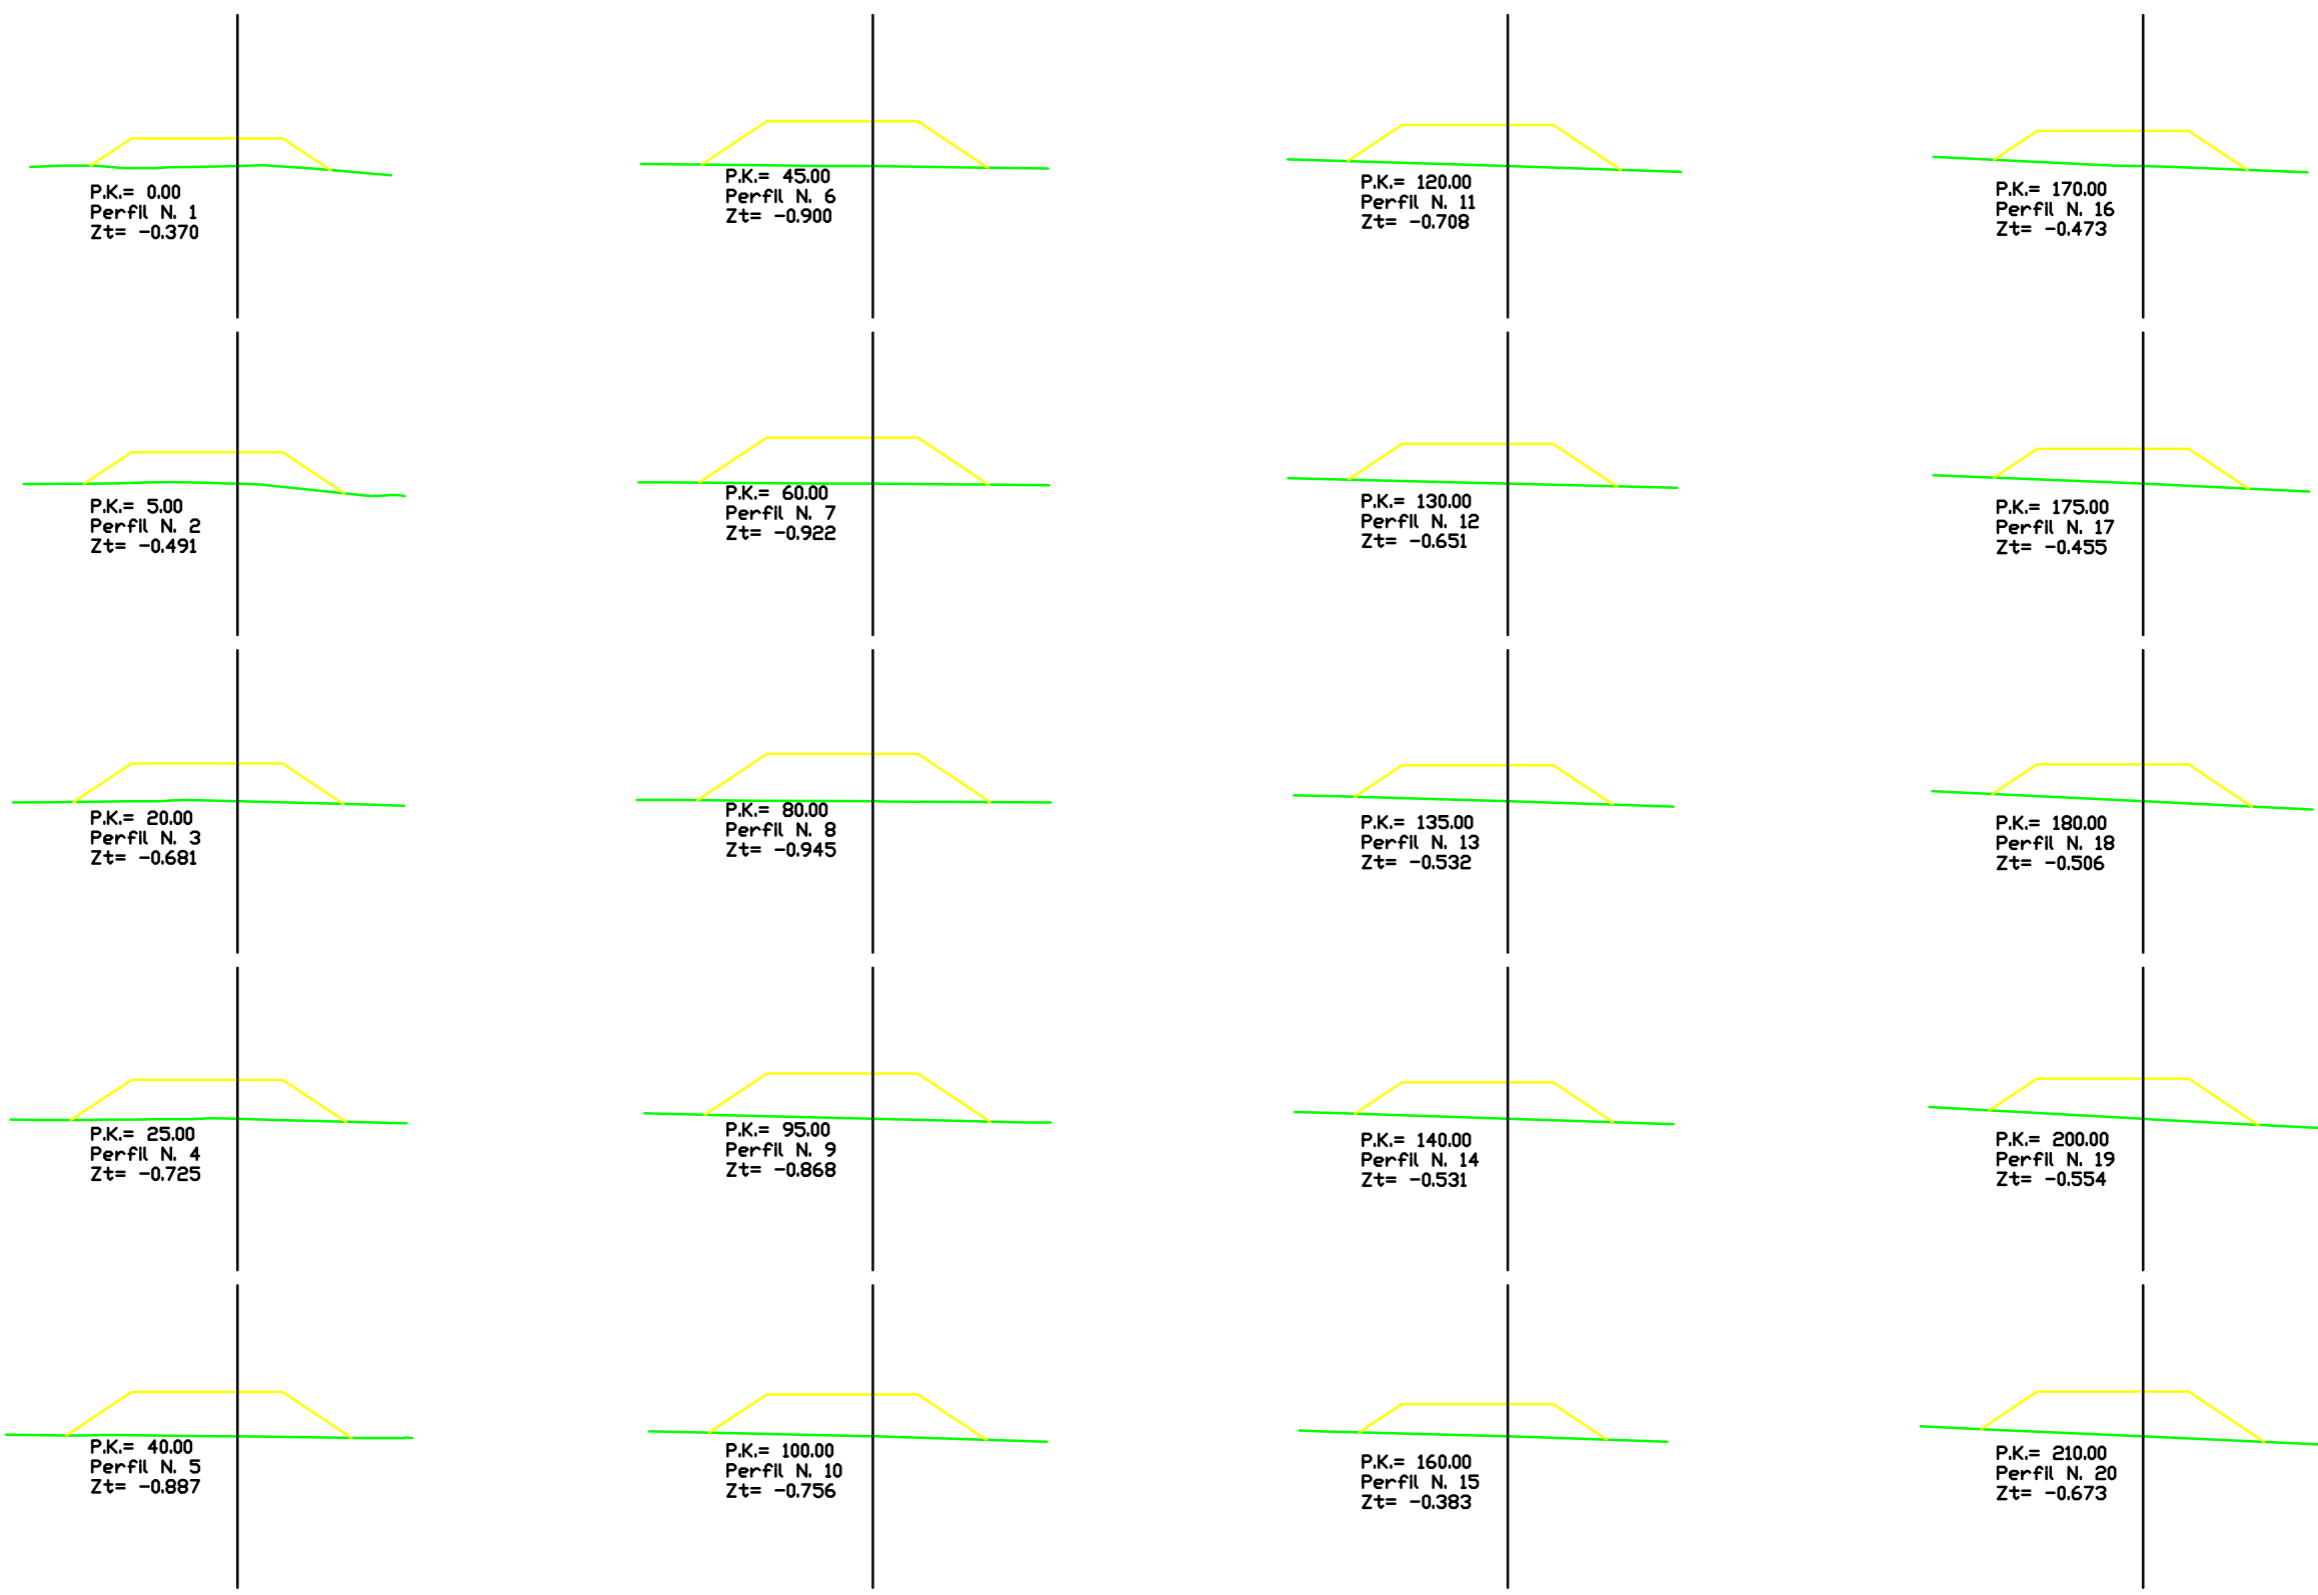 P.K.= 0.00
Perfil N. 1
Zt= -0.370
P.K.= 5.00
Perfil N. 2
Zt= -0.491
P.K.= 20.00
Perfil N. 3
Zt= -0.681
P.K.= 25.00
Perfil N. 4
Zt= -0.725
P.K.= 40.00
Perfil N. 5
Zt= -0.887
P.K.= 45.00
Perfil N. 6
Zt= -0.900
P.K.= 60.00
Perfil N. 7
Zt= -0.922
P.K.= 80.00
Perfil N. 8
Zt= -0.945
P.K.= 95.00
Perfil N. 9
Zt= -0.868
P.K.= 100.00
Perfil N. 10
Zt= -0.756
P.K.= 120.00
Perfil N. 11
Zt= -0.708
P.K.= 130.00
Perfil N. 12
Zt= -0.651
P.K.= 135.00
Perfil N. 13
Zt= -0.532
P.K.= 140.00
Perfil N. 14
Zt= -0.531
P.K.= 160.00
Perfil N. 15
Zt= -0.383
P.K.= 170.00
Perfil N. 16
Zt= -0.473
P.K.= 175.00
Perfil N. 17
Zt= -0.455
P.K.= 180.00
Perfil N. 18
Zt= -0.506
P.K.= 200.00
Perfil N. 19
Zt= -0.554
P.K.= 210.00
Perfil N. 20
Zt= -0.673